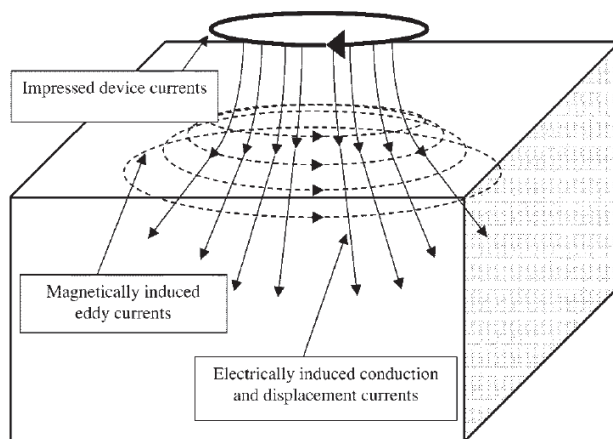 Impressed device currents
Magnetically induced
eddy currents
Electrically induced conduction
and displacement currents